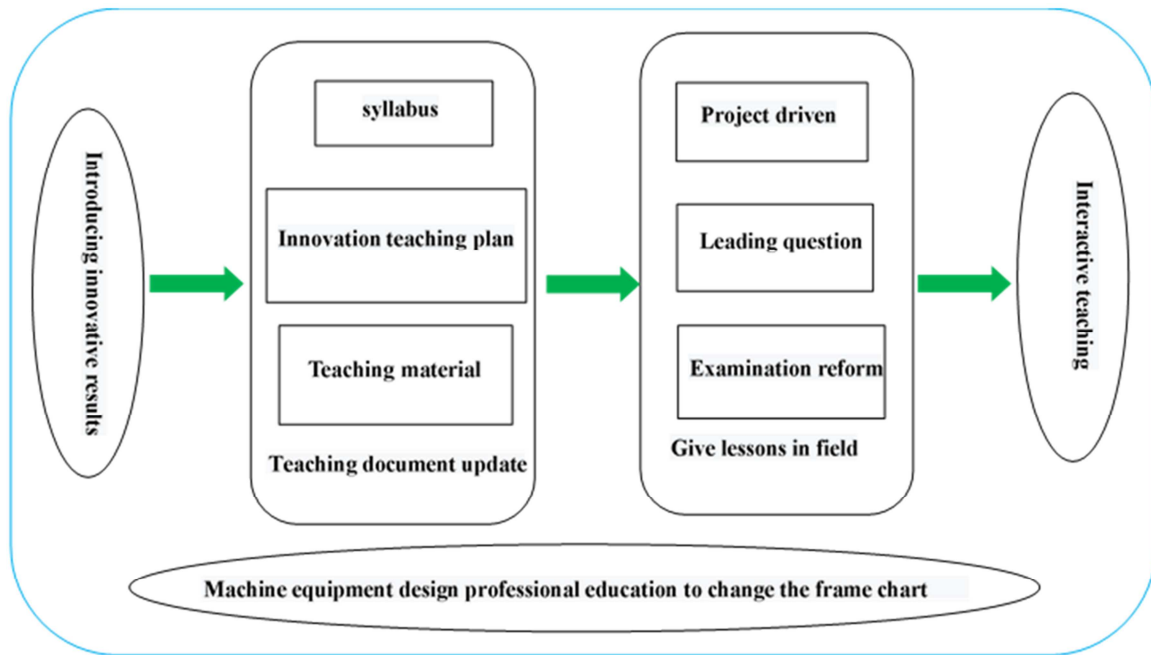 Introducing innovative results
syllabus
Innovation teaching plan
Teaching material
Teaching document update
Project driven
Leading question
Examination reform
Give lessons in field
Interactive teaching
Machine equipment design professional education to change the frame chart